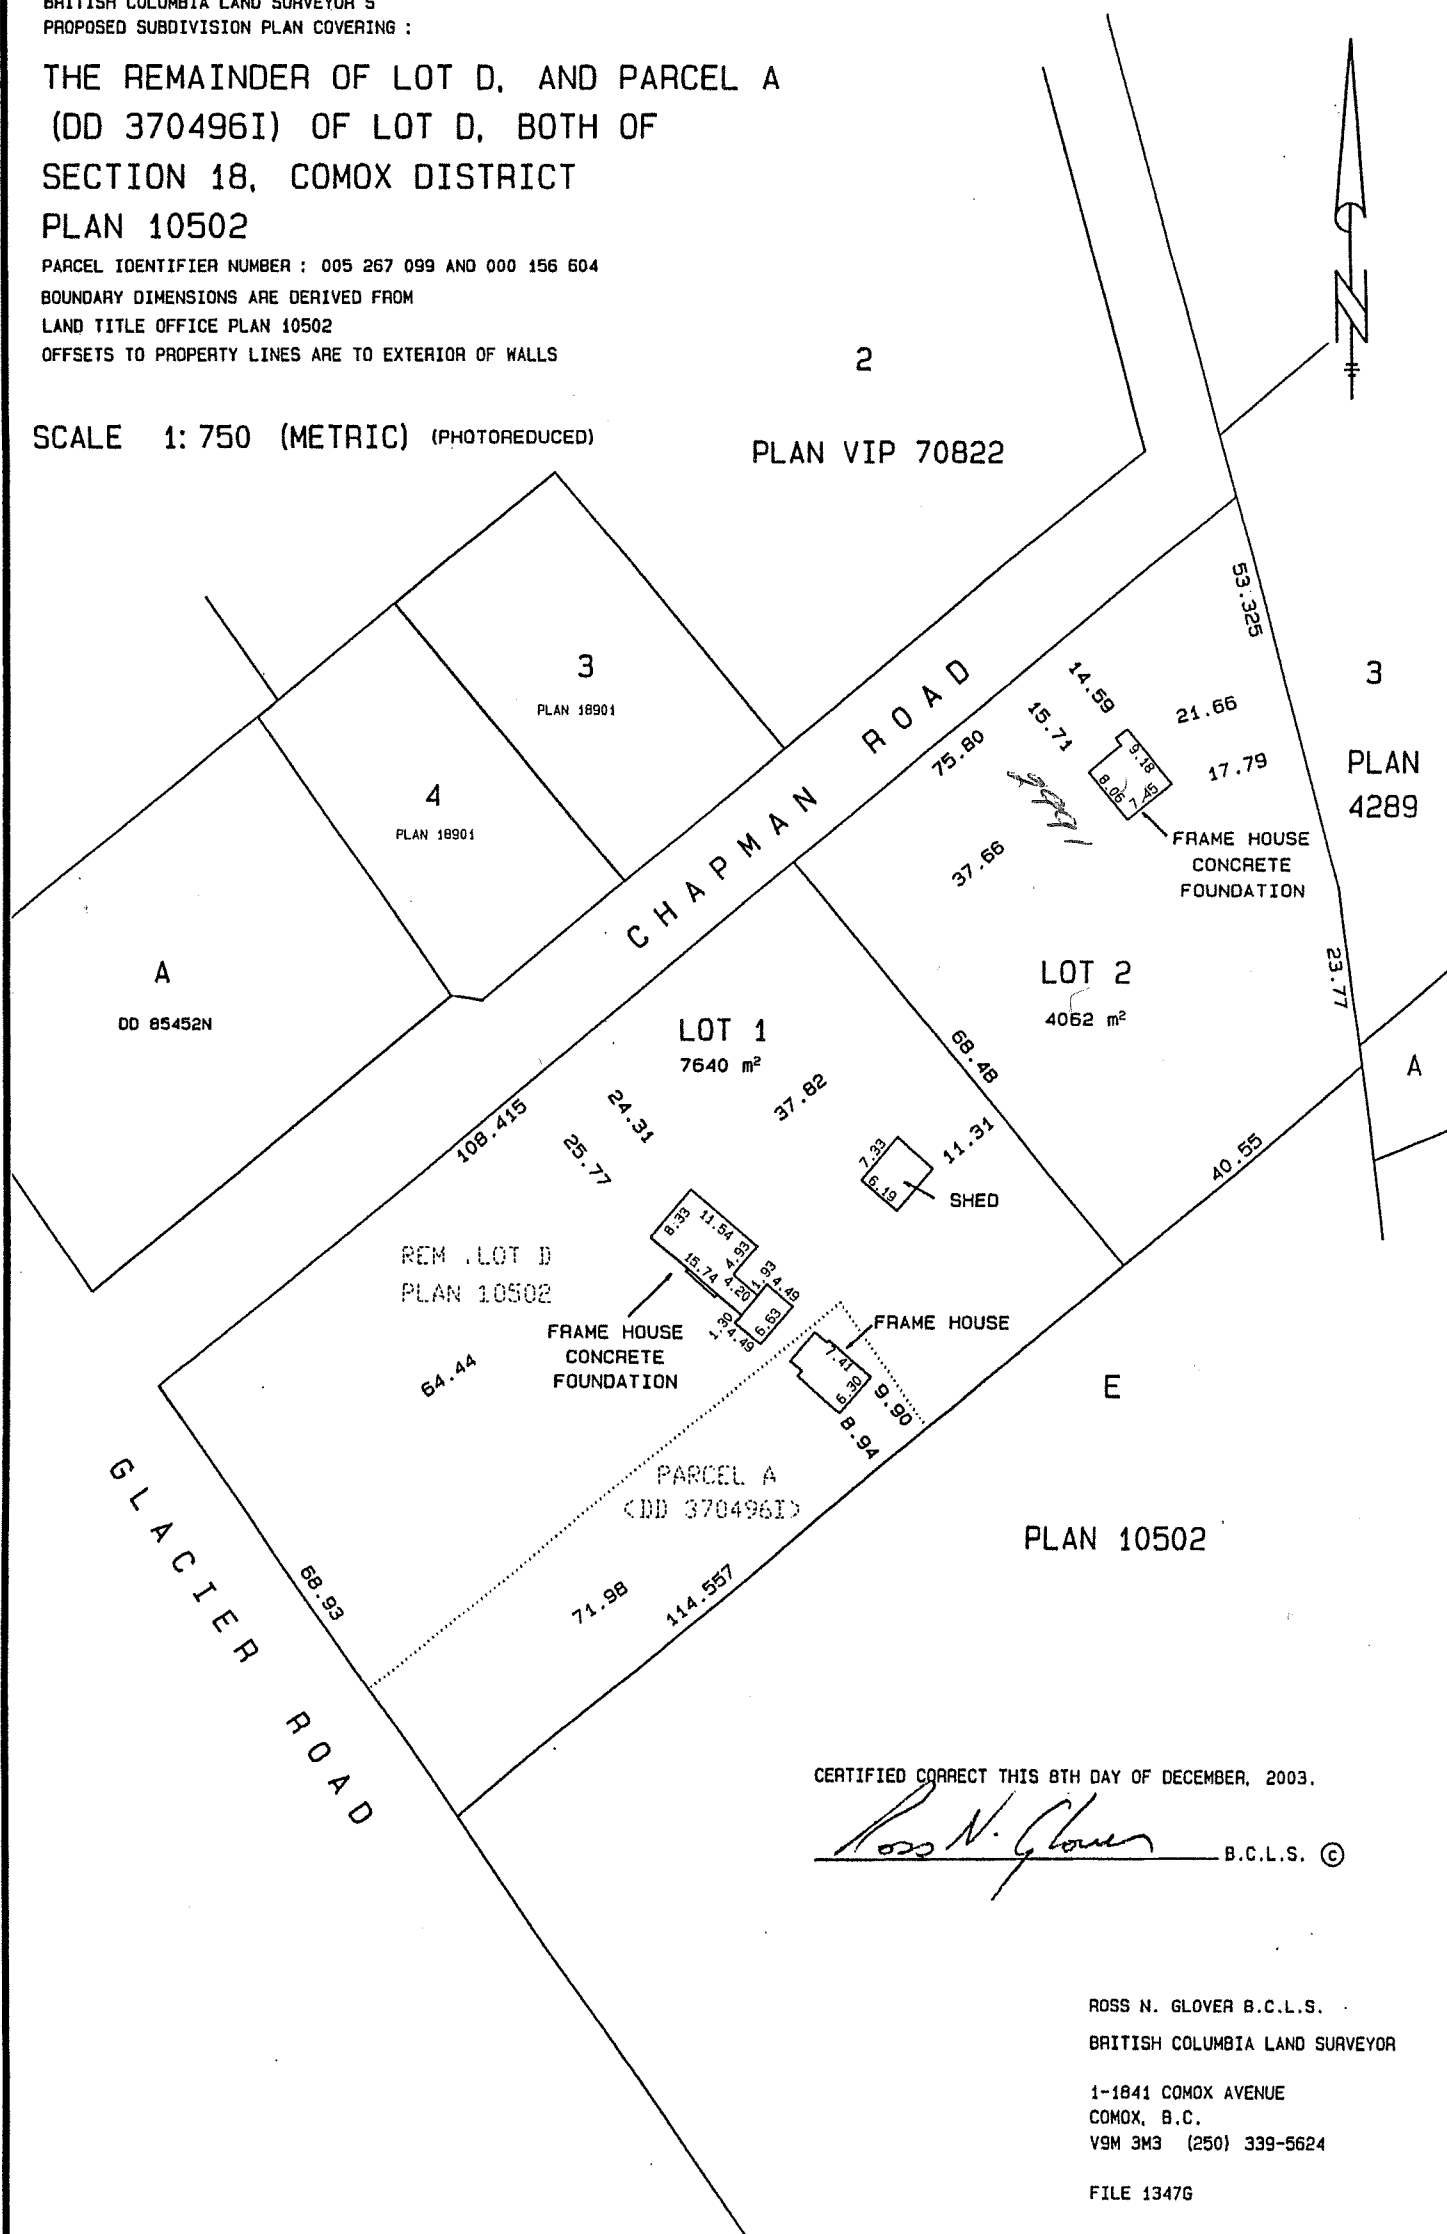 BRITISH COLUMBIA LAND SURVEYOR'S
PROPOSED SUBDIVISION PLAN COVERING :
THE REMAINDER OF LOT D, AND PARCEL A
(DD 370496I) OF LOT D, BOTH OF
SECTION 18, COMOX DISTRICT
PLAN 10502
PARCEL IDENTIFIER NUMBER : 005 267 099 AND 000 156 604
BOUNDARY DIMENSIONS ARE DERIVED FROM
LAND TITLE OFFICE PLAN 10502
OFFSETS TO PROPERTY LINES ARE TO EXTERIOR OF WALLS
SCALE 1: 750 (METRIC) (PHOTOREDUCED)
N
2
PLAN VIP 70822
53.325
3
PLAN 18901
4
PLAN 18901
A
DD 85452N
CHAPMAN ROAD
75.80
14.59
15.71
21.66
17.79
9.18
8.06
7.45
37.66
FRAME HOUSE
CONCRETE
FOUNDATION
3
PLAN
4289
LOT 2
4062 m²
23.77
A
LOT 1
7640 m²
68.48
108.415
24.31
25.77
37.82
11.31
7.33
6.19
SHED
40.55
8.33
11.54
4.93
15.74
4.20
1.93
4.49
6.63
1.30
4.49
REM .LOT D
PLAN 10502
FRAME HOUSE
CONCRETE
FOUNDATION
FRAME HOUSE
7.41
6.30
9.90
8.94
64.44
E
PARCEL A
<DD 370496I>
PLAN 10502
GLACIER ROAD
68.93
71.98
114.557
CERTIFIED CORRECT THIS 8TH DAY OF DECEMBER, 2003.
Ross N. Glover
B.C.L.S. ©
ROSS N. GLOVER B.C.L.S.
BRITISH COLUMBIA LAND SURVEYOR
1-1841 COMOX AVENUE
COMOX, B.C.
V9M 3M3 (250) 339-5624
FILE 1347G